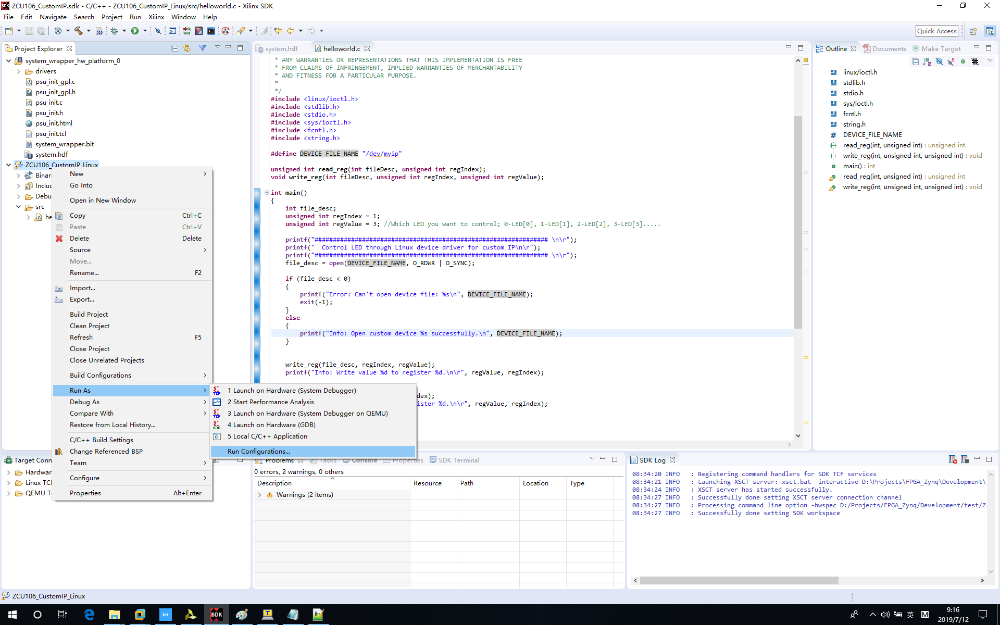 ZCU106_CustomIP.sdk - C/C++ - ZCU106_CustomIP_Linux/src/helloworld.c - Xilinx SDK
File Edit Navigate Search Project Run Xilinx Window Help
Quick Access
Project Explorer
system_wrapper_hw_platform_0
drivers
psu_init_gpl.c
psu_init_gpl.h
psu_init.c
psu_init.h
psu_init.html
psu_init.tcl
system_wrapper.bit
system.hdf
ZCU106_CustomIP_Linux
Binar
Includ
Debu
src
he
New
Go Into
Open in New Window
Copy Ctrl+C
Paste Ctrl+V
Delete Delete
Source
Move...
Rename... F2
Import...
Export...
Build Project
Clean Project
Refresh F5
Close Project
Close Unrelated Projects
Build Configurations
Run As
Debug As
Compare With
Restore from Local History...
C/C++ Build Settings
Change Referenced BSP
Team
Configure
Properties Alt+Enter
1 Launch on Hardware (System Debugger)
2 Start Performance Analysis
3 Launch on Hardware (System Debugger on QEMU)
4 Launch on Hardware (GDB)
5 Local C/C++ Application
Run Configurations...
system.hdf helloworld.c
* ANY WARRANTIES OR REPRESENTATIONS THAT THIS IMPLEMENTATION IS FREE
* FROM CLAIMS OF INFRINGEMENT, IMPLIED WARRANTIES OF MERCHANTABILITY
* AND FITNESS FOR A PARTICULAR PURPOSE.
*
*/
#include <linux/ioctl.h>
#include <stdlib.h>
#include <stdio.h>
#include <sys/ioctl.h>
#include <fcntl.h>
#include <string.h>
#define DEVICE_FILE_NAME "/dev/mvip"
unsigned int read_reg(int fileDesc, unsigned int regIndex);
void write_reg(int fileDesc, unsigned int regIndex, unsigned int regValue);
int main()
{
int file_desc;
unsigned int regIndex = 1;
unsigned int regValue = 3; //Which LED you want to control; 0-LED[0], 1-LED[1], 2-LED[2], 3-LED[3].....
printf("################################################################ \n\r");
printf("  Control LED through Linux device driver for custom IP\n\r");
printf("################################################################ \n\r");
file_desc = open(DEVICE_FILE_NAME, O_RDWR | O_SYNC);
if (file_desc < 0)
{
printf("Error: Can't open device file: %s\n", DEVICE_FILE_NAME);
exit(-1);
}
else
{
printf("Info: Open custom device %s successfully.\n", DEVICE_FILE_NAME);
}
write_reg(file_desc, regIndex, regValue);
printf("Info: Write value %d to register %d.\n\r", regValue, regIndex);
dex);
ister %d.\n\r", regValue, regIndex);
Outline Documents Make Target
linux/ioctl.h
stdlib.h
stdio.h
sys/ioctl.h
fcntl.h
string.h
DEVICE_FILE_NAME
read_reg(int, unsigned int) : unsigned int
write_reg(int, unsigned int, unsigned int) : void
main() : int
read_reg(int, unsigned int) : unsigned int
write_reg(int, unsigned int, unsigned int) : void
Target Conn
Hardwar
Linux TC
QEMU T
Problems Tasks Console Properties SDK Terminal
0 errors, 2 warnings, 0 others
Description Resource Path Location Type
Warnings (2 items)
SDK Log
08:34:20 INFO : Registering command handlers for SDK TCF services
08:34:21 INFO : Launching XSCT server: xsct.bat -interactive D:\Projects\FPGA_Zynq\Development\
08:34:24 INFO : XSCT server has started successfully.
08:34:27 INFO : Successfully done setting XSCT server connection channel
08:34:27 INFO : Processing command line option -hwspec D:/Projects/FPGA_Zynq/Development/test/Z
08:34:27 INFO : Successfully done setting SDK workspace
ZCU106_CustomIP_Linux
SDK
英 M
9:16
2019/7/12